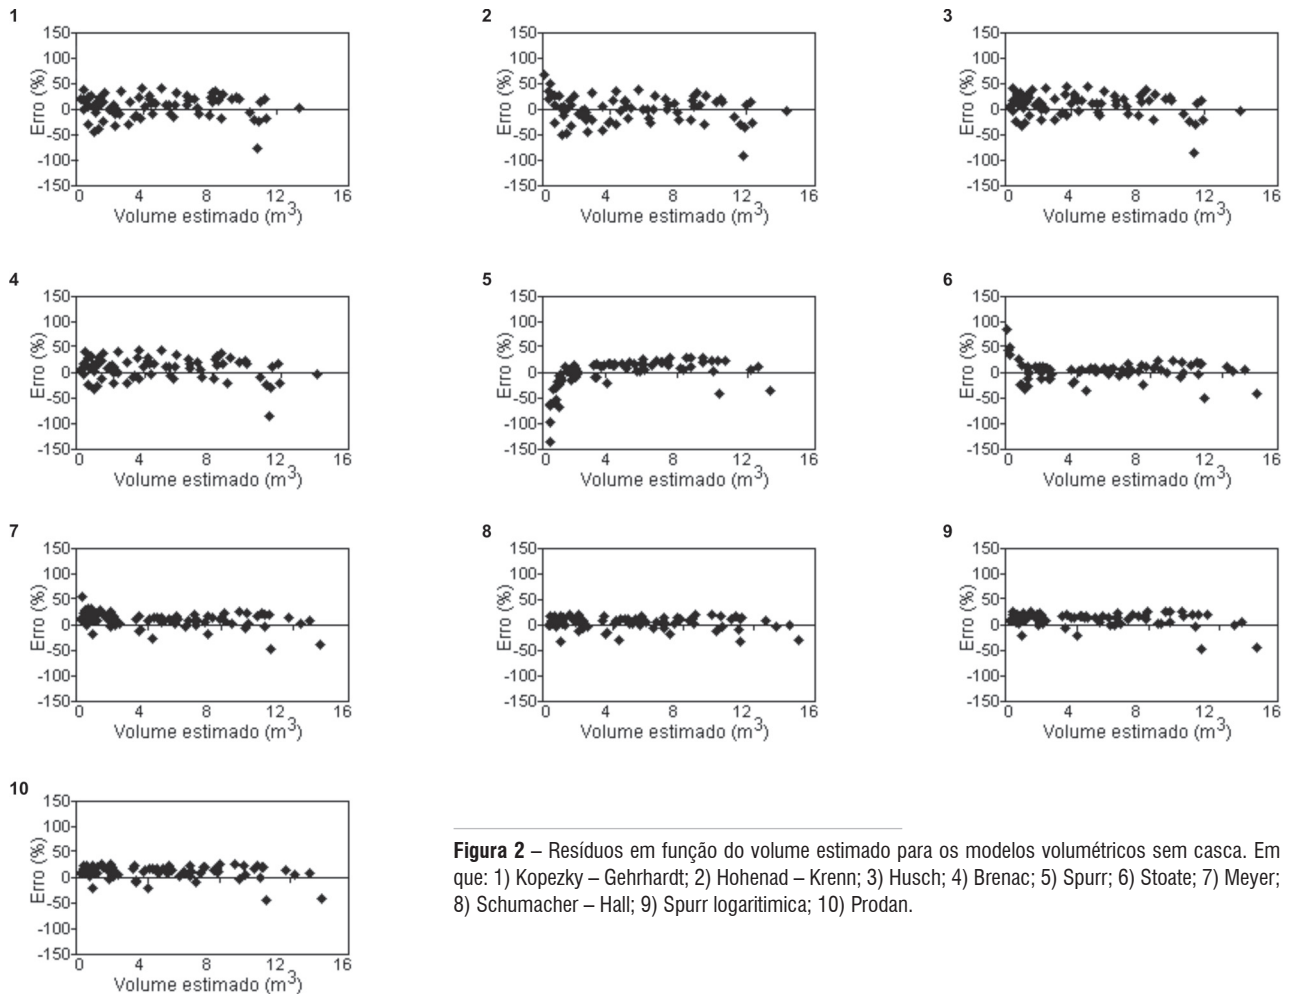 1
150
100
50
0
-50
-100
-150
Erro (%)
0 4 8 12 16
Volume estimado (m3)
2
150
100
50
0
-50
-100
-150
Erro (%)
0 4 8 12 16
Volume estimado (m3)
3
150
100
50
0
-50
-100
-150
Erro (%)
0 4 8 12 16
Volume estimado (m3)
4
150
100
50
0
-50
-100
-150
Erro (%)
0 4 8 12 16
Volume estimado (m3)
5
150
100
50
0
-50
-100
-150
Erro (%)
0 4 8 12 16
Volume estimado (m3)
6
150
100
50
0
-50
-100
-150
Erro (%)
0 4 8 12 16
Volume estimado (m3)
7
150
100
50
0
-50
-100
-150
Erro (%)
0 4 8 12 16
Volume estimado (m3)
8
150
100
50
0
-50
-100
-150
Erro (%)
0 4 8 12 16
Volume estimado (m3)
9
150
100
50
0
-50
-100
-150
Erro (%)
0 4 8 12 16
Volume estimado (m3)
10
150
100
50
0
-50
-100
-150
Erro (%)
0 4 8 12 16
Volume estimado (m3)
Figura 2 – Resíduos em função do volume estimado para os modelos volumétricos sem casca. Em
que: 1) Kopezky – Gehrhardt; 2) Hohenad – Krenn; 3) Husch; 4) Brenac; 5) Spurr; 6) Stoate; 7) Meyer;
8) Schumacher – Hall; 9) Spurr logaritimica; 10) Prodan.